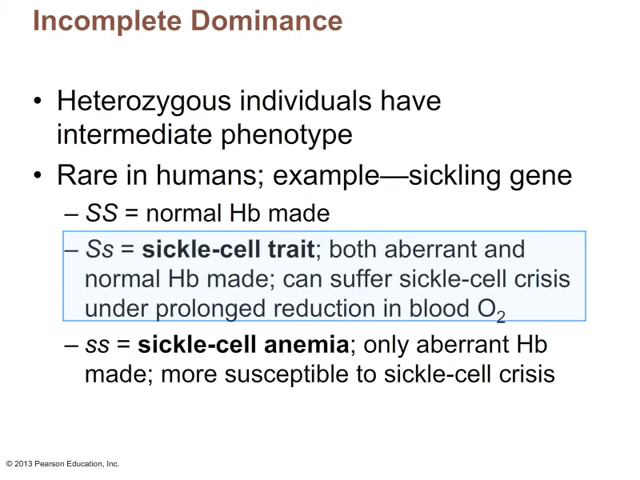 Incomplete Dominance
• Heterozygous individuals have
intermediate phenotype
• Rare in humans; example—sickling gene
– SS = normal Hb made
– Ss = sickle-cell trait; both aberrant and
normal Hb made; can suffer sickle-cell crisis
under prolonged reduction in blood O₂
– ss = sickle-cell anemia; only aberrant Hb
made; more susceptible to sickle-cell crisis
© 2013 Pearson Education, Inc.